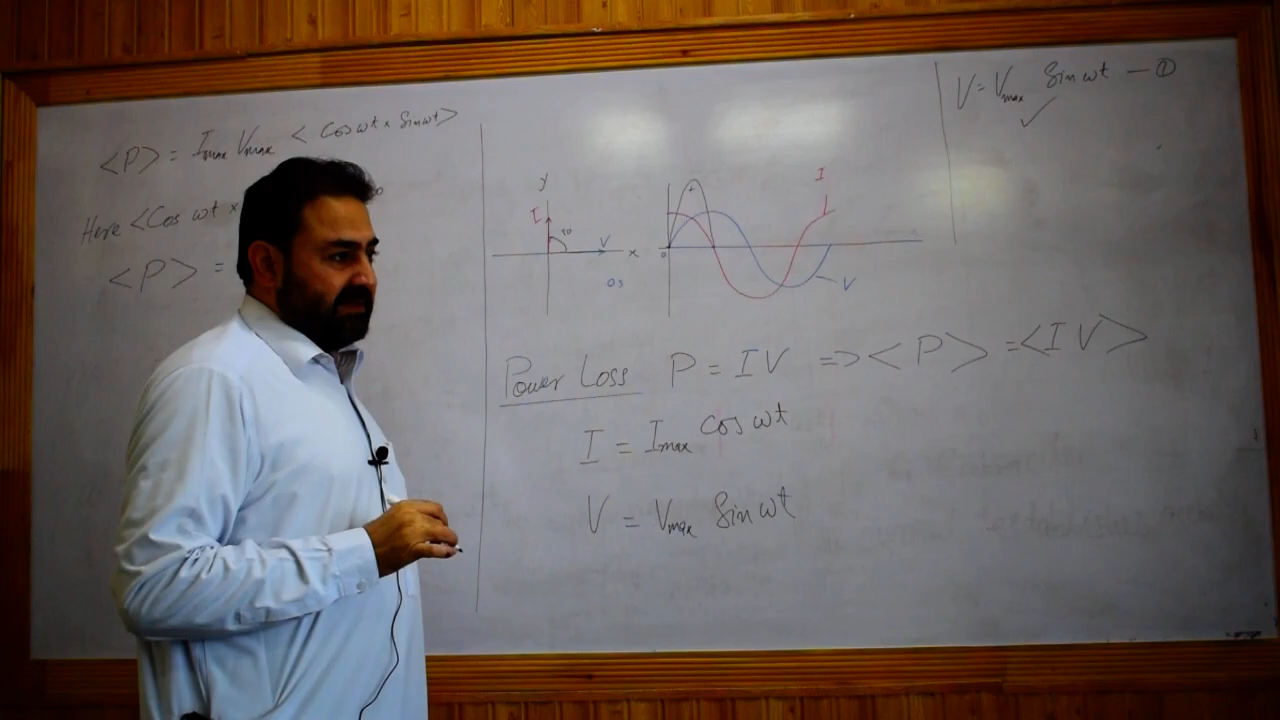 <P> = Imax Vmax < Cos ωt × Sin ωt >
Here < Cos ωt ×
<P> =
y
I
90
V
x
0
I
V
+
V = Vmax Sin ωt — ①
Power Loss P = IV => <P> = <IV>
I = Imax cos ωt
V = Vmax Sin ωt